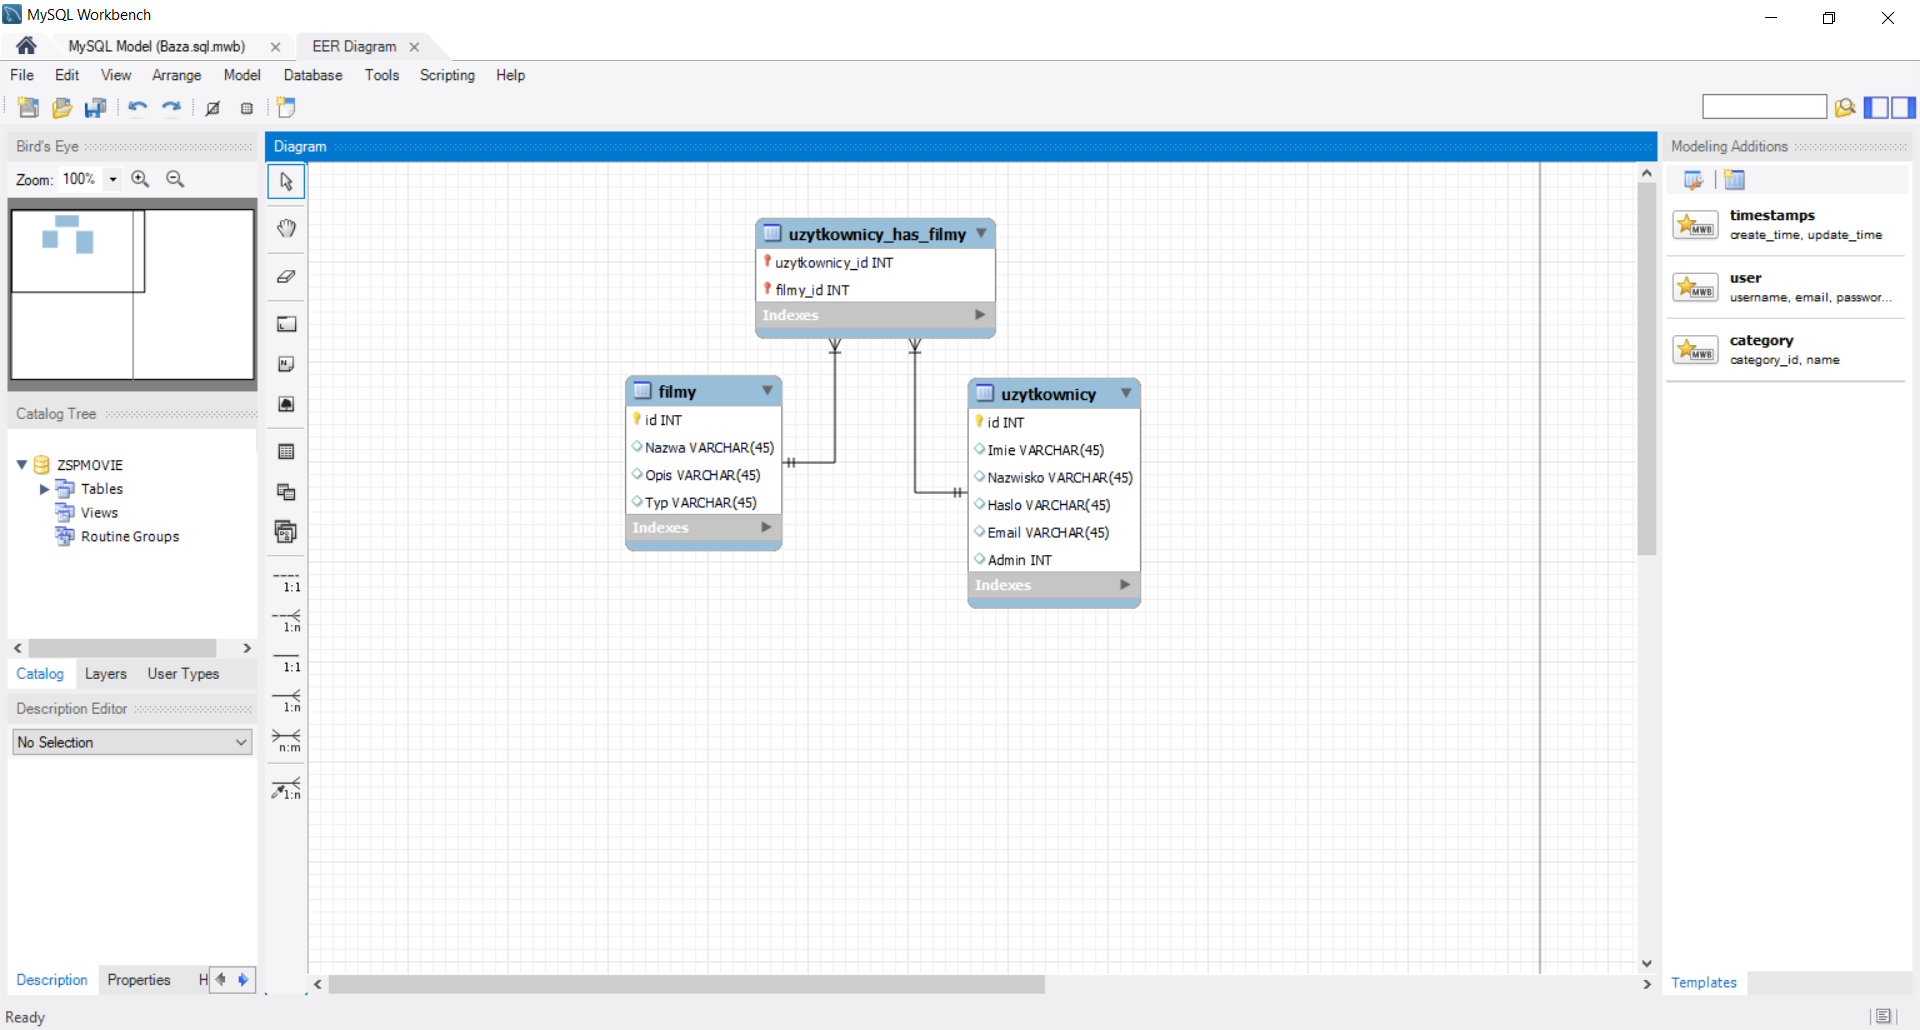 MySQL Workbench
MySQL Model (Baza.sql.mwb)
EER Diagram
File Edit View Arrange Model Database Tools Scripting Help
Bird's Eye
Zoom: 100%
Catalog Tree
ZSPMOVIE
Tables
Views
Routine Groups
Catalog Layers User Types
Description Editor
No Selection
Description Properties H
Ready
Diagram
1:1
1:n
1:1
1:n
n:m
1:n
uzytkownicy_has_filmy
uzytkownicy_id INT
filmy_id INT
Indexes
filmy
id INT
Nazwa VARCHAR(45)
Opis VARCHAR(45)
Typ VARCHAR(45)
Indexes
uzytkownicy
id INT
Imie VARCHAR(45)
Nazwisko VARCHAR(45)
Haslo VARCHAR(45)
Email VARCHAR(45)
Admin INT
Indexes
Modeling Additions
MWB
timestamps
create_time, update_time
MWB
user
username, email, passwor...
MWB
category
category_id, name
Templates